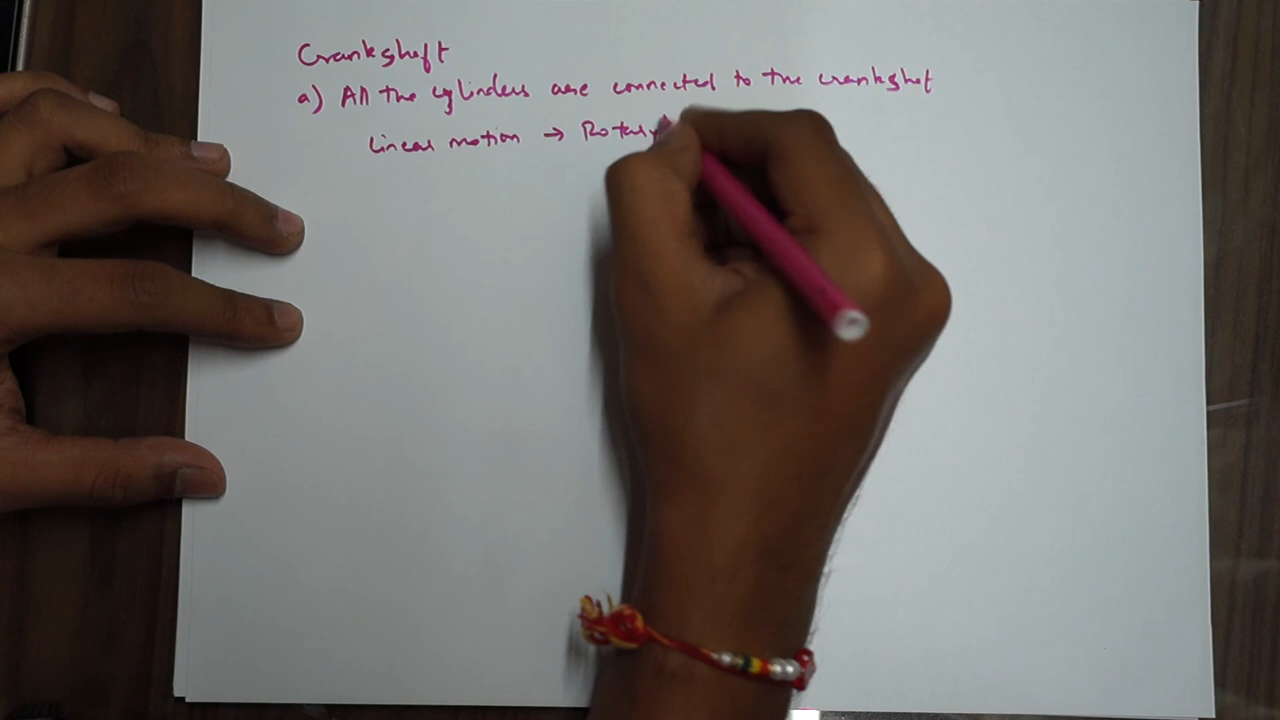 Crankshaft
a) All the cylinders are connected to the crankshaft
Linear motion → Rotary